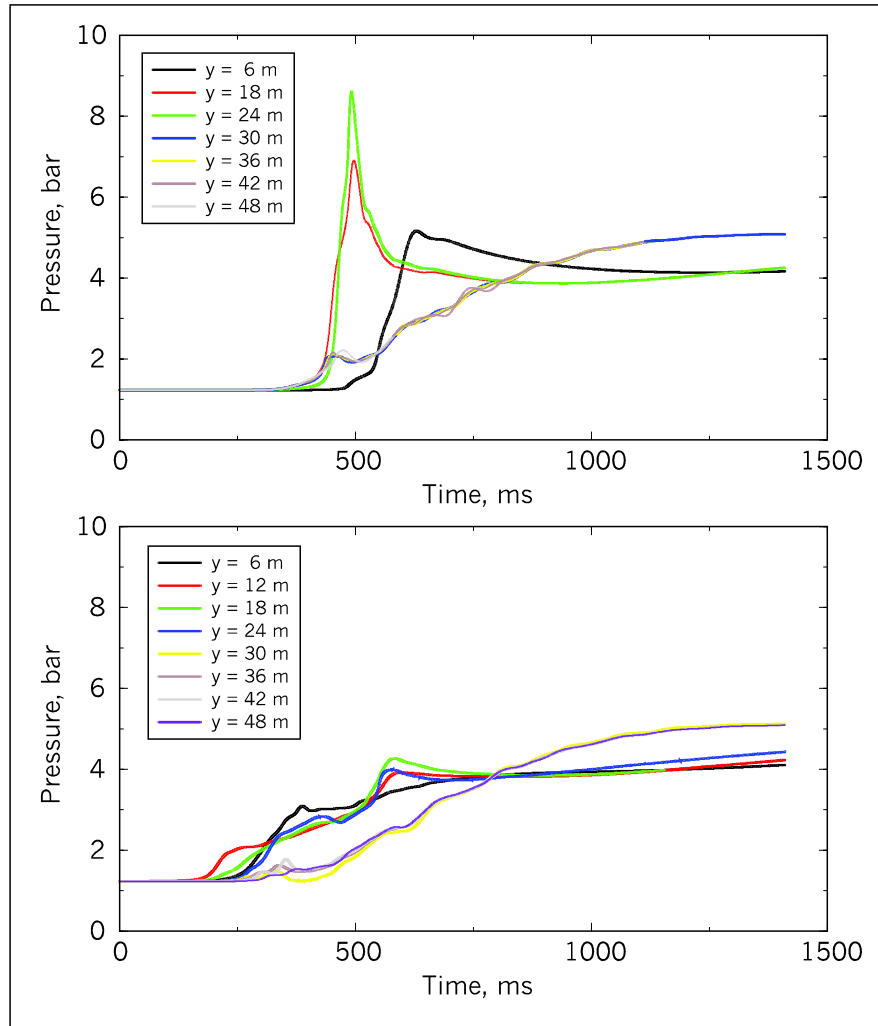 10
8
6
4
2
0
Pressure, bar
y = 6 m
y = 18 m
y = 24 m
y = 30 m
y = 36 m
y = 42 m
y = 48 m
0 500 1000 1500
Time, ms
10
8
6
4
2
0
Pressure, bar
y = 6 m
y = 12 m
y = 18 m
y = 24 m
y = 30 m
y = 36 m
y = 42 m
y = 48 m
0 500 1000 1500
Time, ms